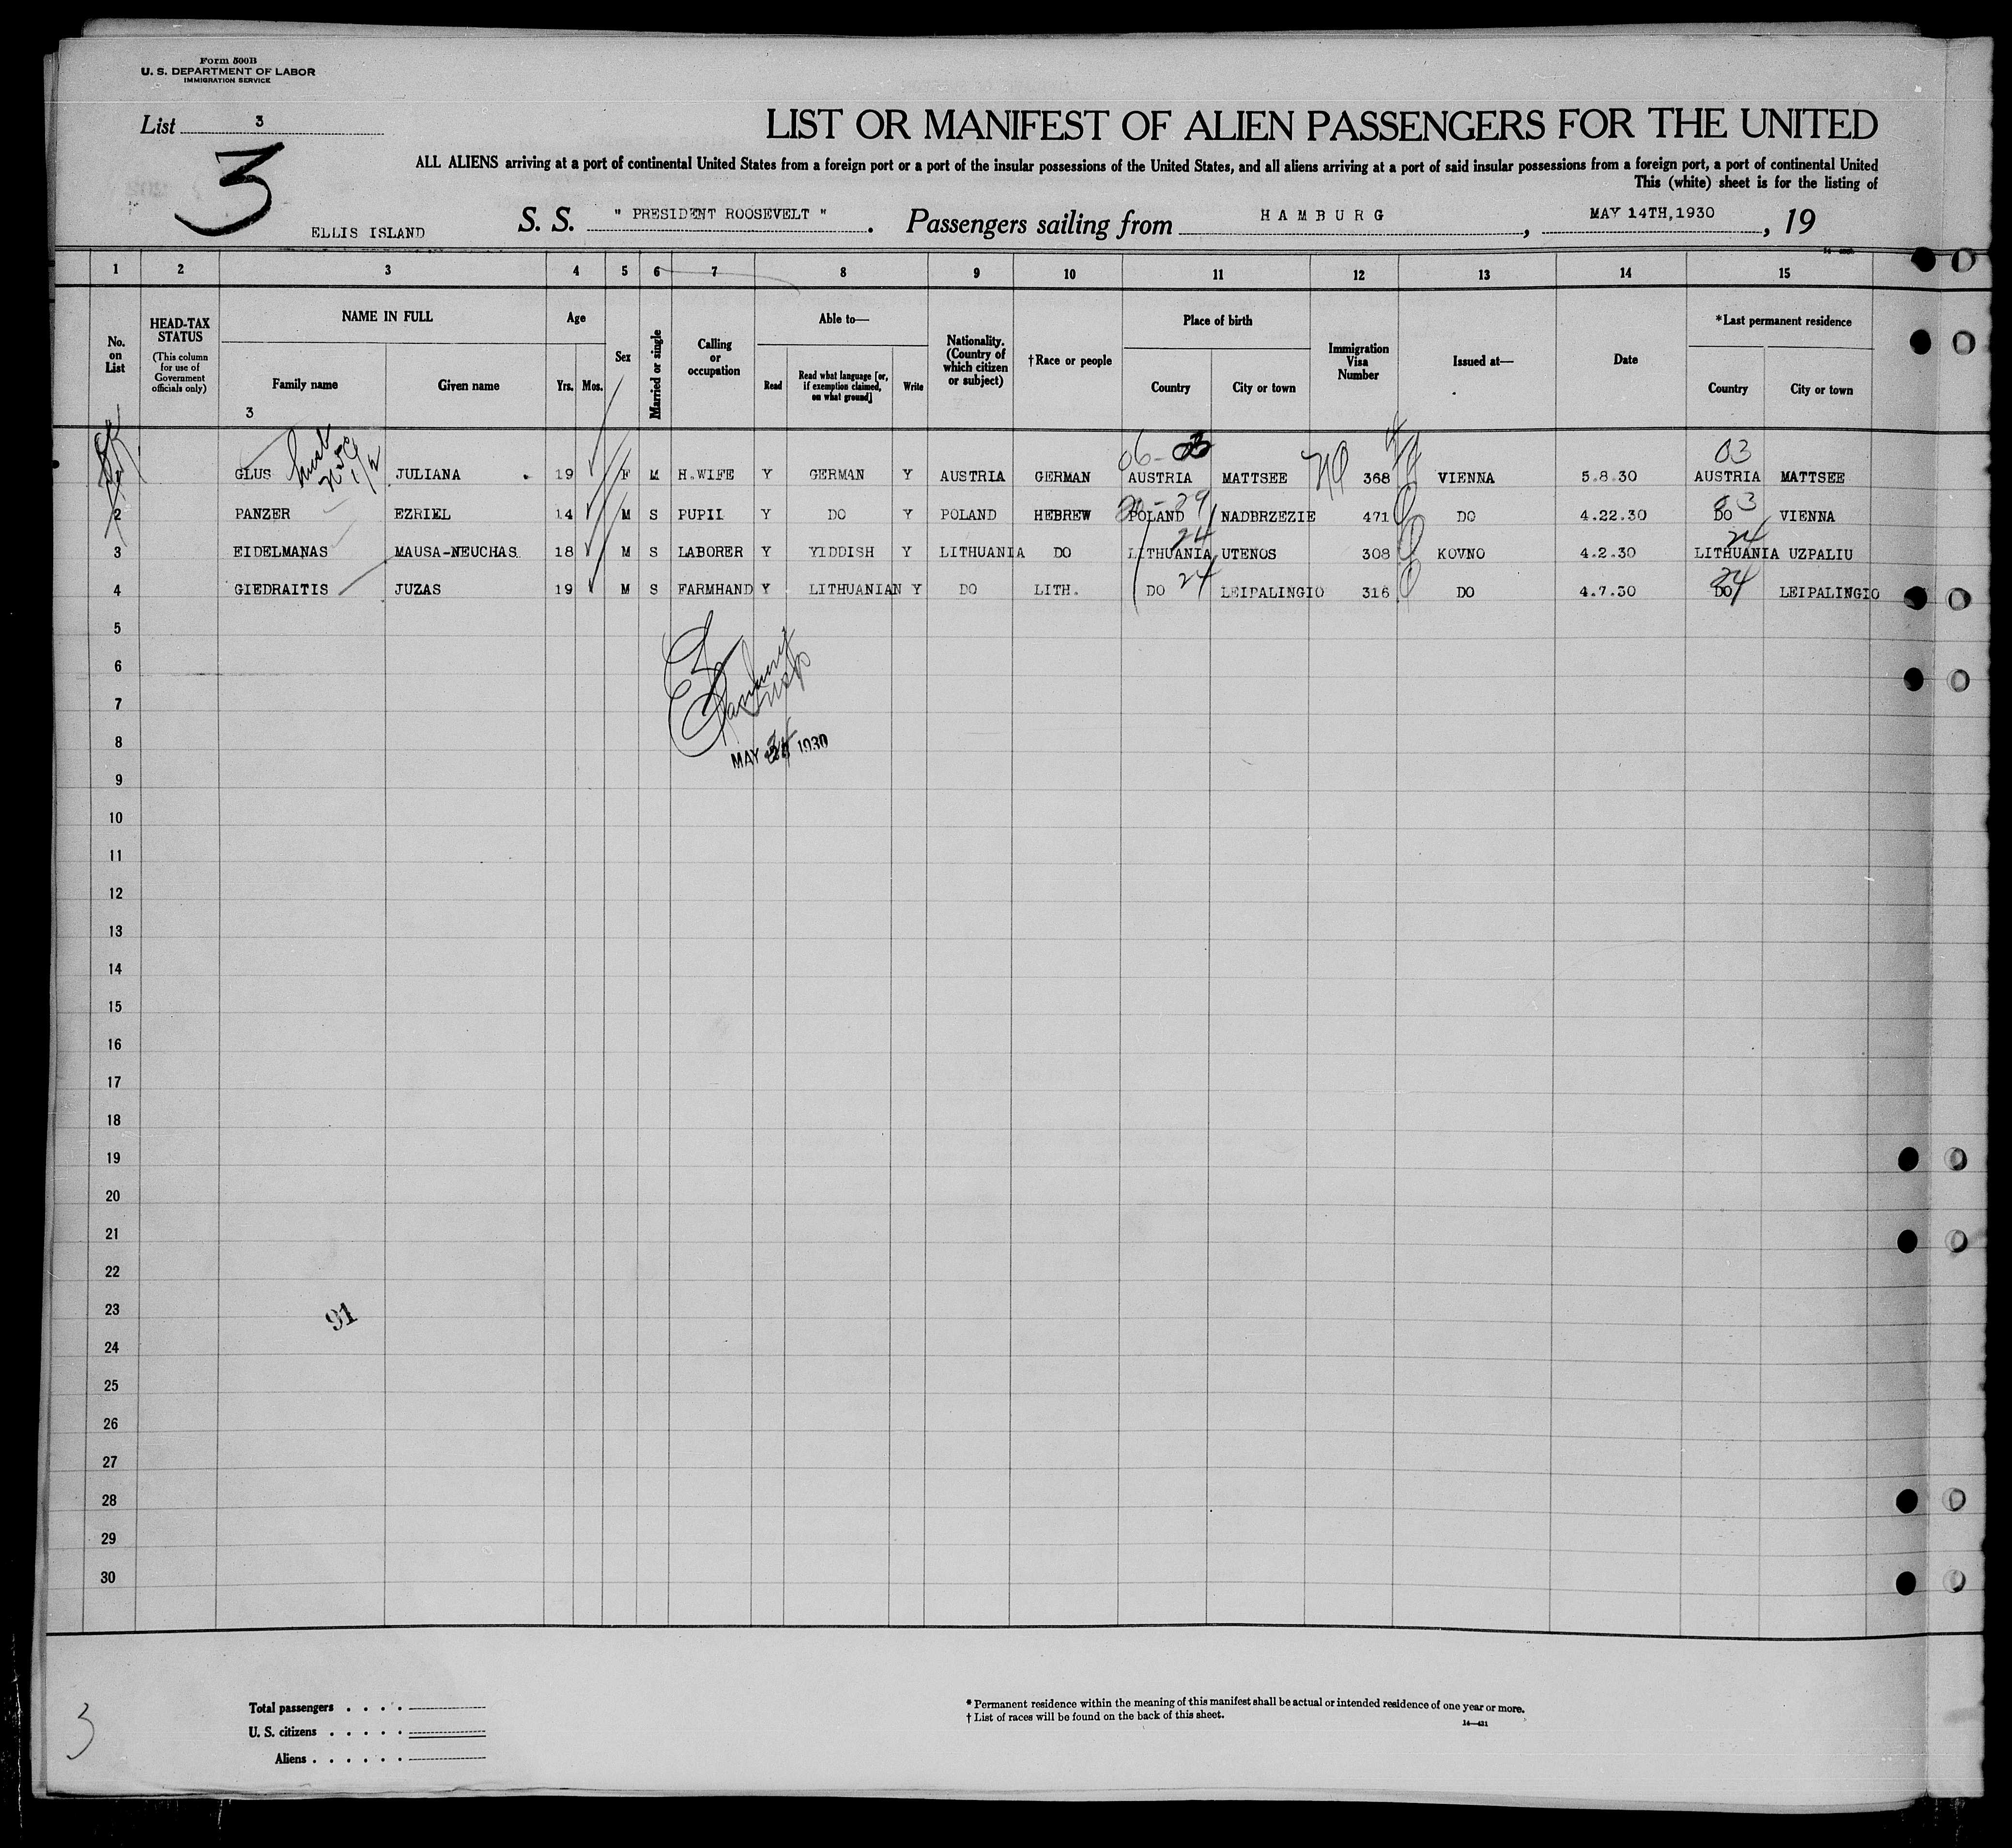 Form 500B
U. S. DEPARTMENT OF LABOR
IMMIGRATION SERVICE
List 3
3
LIST OR MANIFEST OF ALIEN PASSENGERS FOR THE UNITED
ALL ALIENS arriving at a port of continental United States from a foreign port or a port of the insular possessions of the United States, and all aliens arriving at a port of said insular possessions from a foreign port, a port of continental United
This (white) sheet is for the listing of
ELLIS ISLAND S. S. " PRESIDENT ROOSEVELT ". Passengers sailing from HAMBURG, MAY 14TH,1930, 19
1 2 3 4 5 6 7 8 9 10 11 12 13 14 15
No. on List
HEAD-TAX STATUS
(This column for use of Government officials only)
NAME IN FULL
Family name
Given name
3
Age
Yrs. Mos.
Sex
Married or single
Calling or occupation
Able to—
Read
Read what language [or, if exemption claimed, on what ground]
Write
Nationality. (Country of which citizen or subject)
†Race or people
Place of birth
Country
City or town
Immigration Visa Number
Issued at—
Date
*Last permanent residence
Country
City or town
06- 03
GLUS JULIANA 19 F M H.WIFE Y GERMAN Y AUSTRIA GERMAN AUSTRIA MATTSEE 368 VIENNA 5.8.30 AUSTRIA MATTSEE
03
2 PANZER EZRIEL 14 M S PUPIL Y DO Y POLAND HEBREW POLAND NADBRZEZIE 471 DO 4.22.30 DO VIENNA
24 24
3 EIDELMANAS MAUSA-NEUCHAS 18 M S LABORER Y YIDDISH Y LITHUANIA DO LITHUANIA UTENOS 308 KOVNO 4.2.30 LITHUANIA UZPALIU
4 GIEDRAITIS JUZAS 19 M S FARMHAND Y LITHUANIAN Y DO LITH. DO 24 LEIPALINGIO 316 DO 4.7.30 DO 24 LEIPALINGIO
5
6
7
8
MAY 24 1930
9
10
11
12
13
14
15
16
17
18
19
20
21
22
23
91
24
25
26
27
28
29
30
3
Total passengers . . . .
U. S. citizens . . . . .
Aliens . . . . . .
* Permanent residence within the meaning of this manifest shall be actual or intended residence of one year or more.
† List of races will be found on the back of this sheet.
14—431